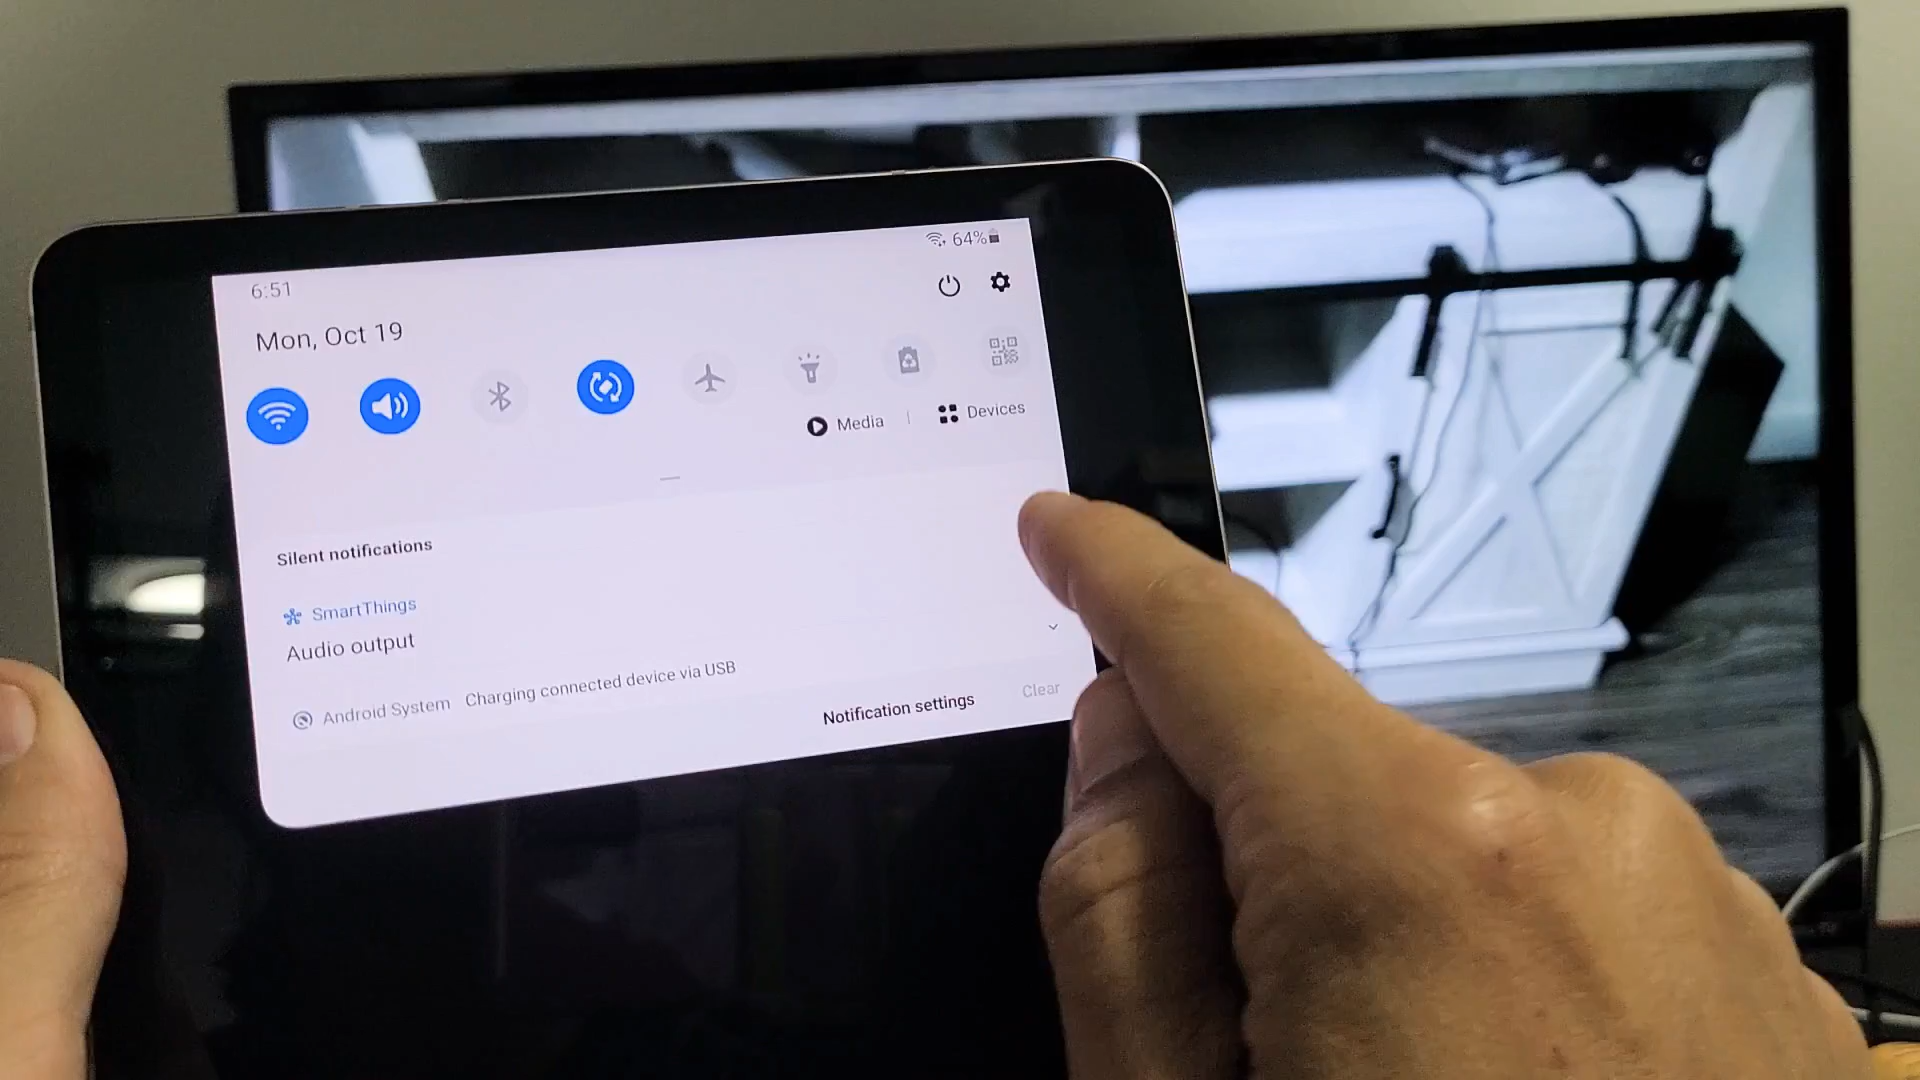 64%
6:51
Mon, Oct 19
Media
Devices
Silent notifications
SmartThings
Audio output
Android System Charging connected device via USB
Notification settings
Clear